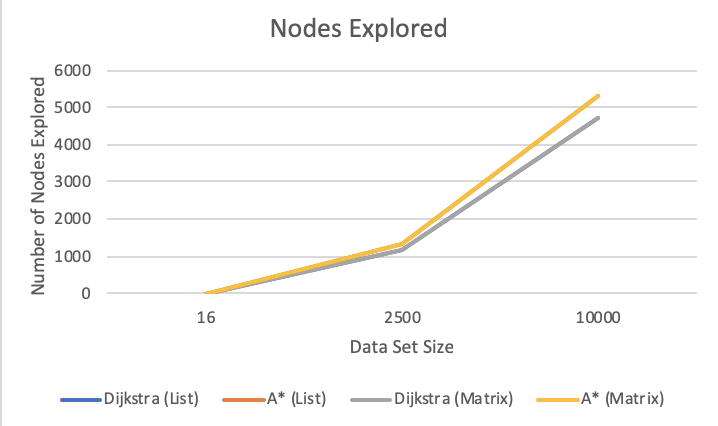 Nodes Explored
Number of Nodes Explored
6000
5000
4000
3000
2000
1000
0
16 2500 10000
Data Set Size
Dijkstra (List) A* (List) Dijkstra (Matrix) A* (Matrix)